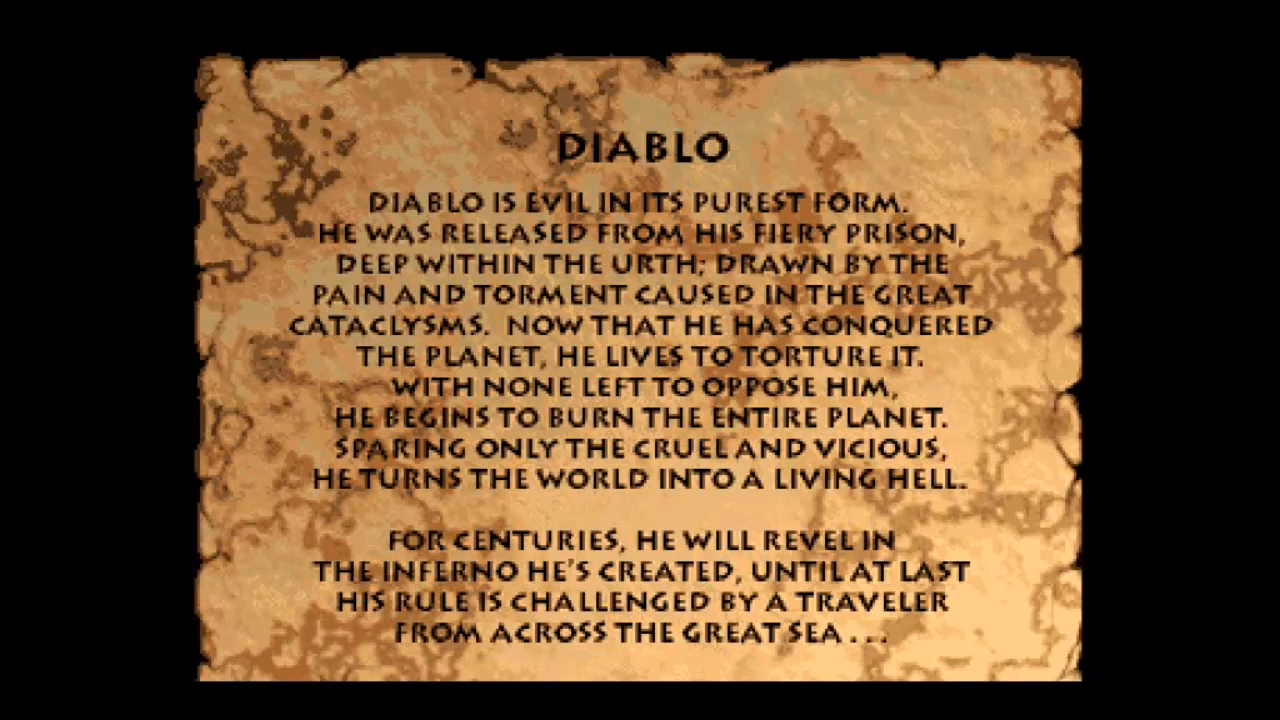 DIABLO
DIABLO IS EVIL IN ITS PUREST FORM.
HE WAS RELEASED FROM HIS FIERY PRISON,
DEEP WITHIN THE URTH; DRAWN BY THE
PAIN AND TORMENT CAUSED IN THE GREAT
CATACLYSMS. NOW THAT HE HAS CONQUERED
THE PLANET, HE LIVES TO TORTURE IT.
WITH NONE LEFT TO OPPOSE HIM,
HE BEGINS TO BURN THE ENTIRE PLANET.
SPARING ONLY THE CRUEL AND VICIOUS,
HE TURNS THE WORLD INTO A LIVING HELL.
FOR CENTURIES, HE WILL REVEL IN
THE INFERNO HE'S CREATED, UNTIL AT LAST
HIS RULE IS CHALLENGED BY A TRAVELER
FROM ACROSS THE GREAT SEA . . .